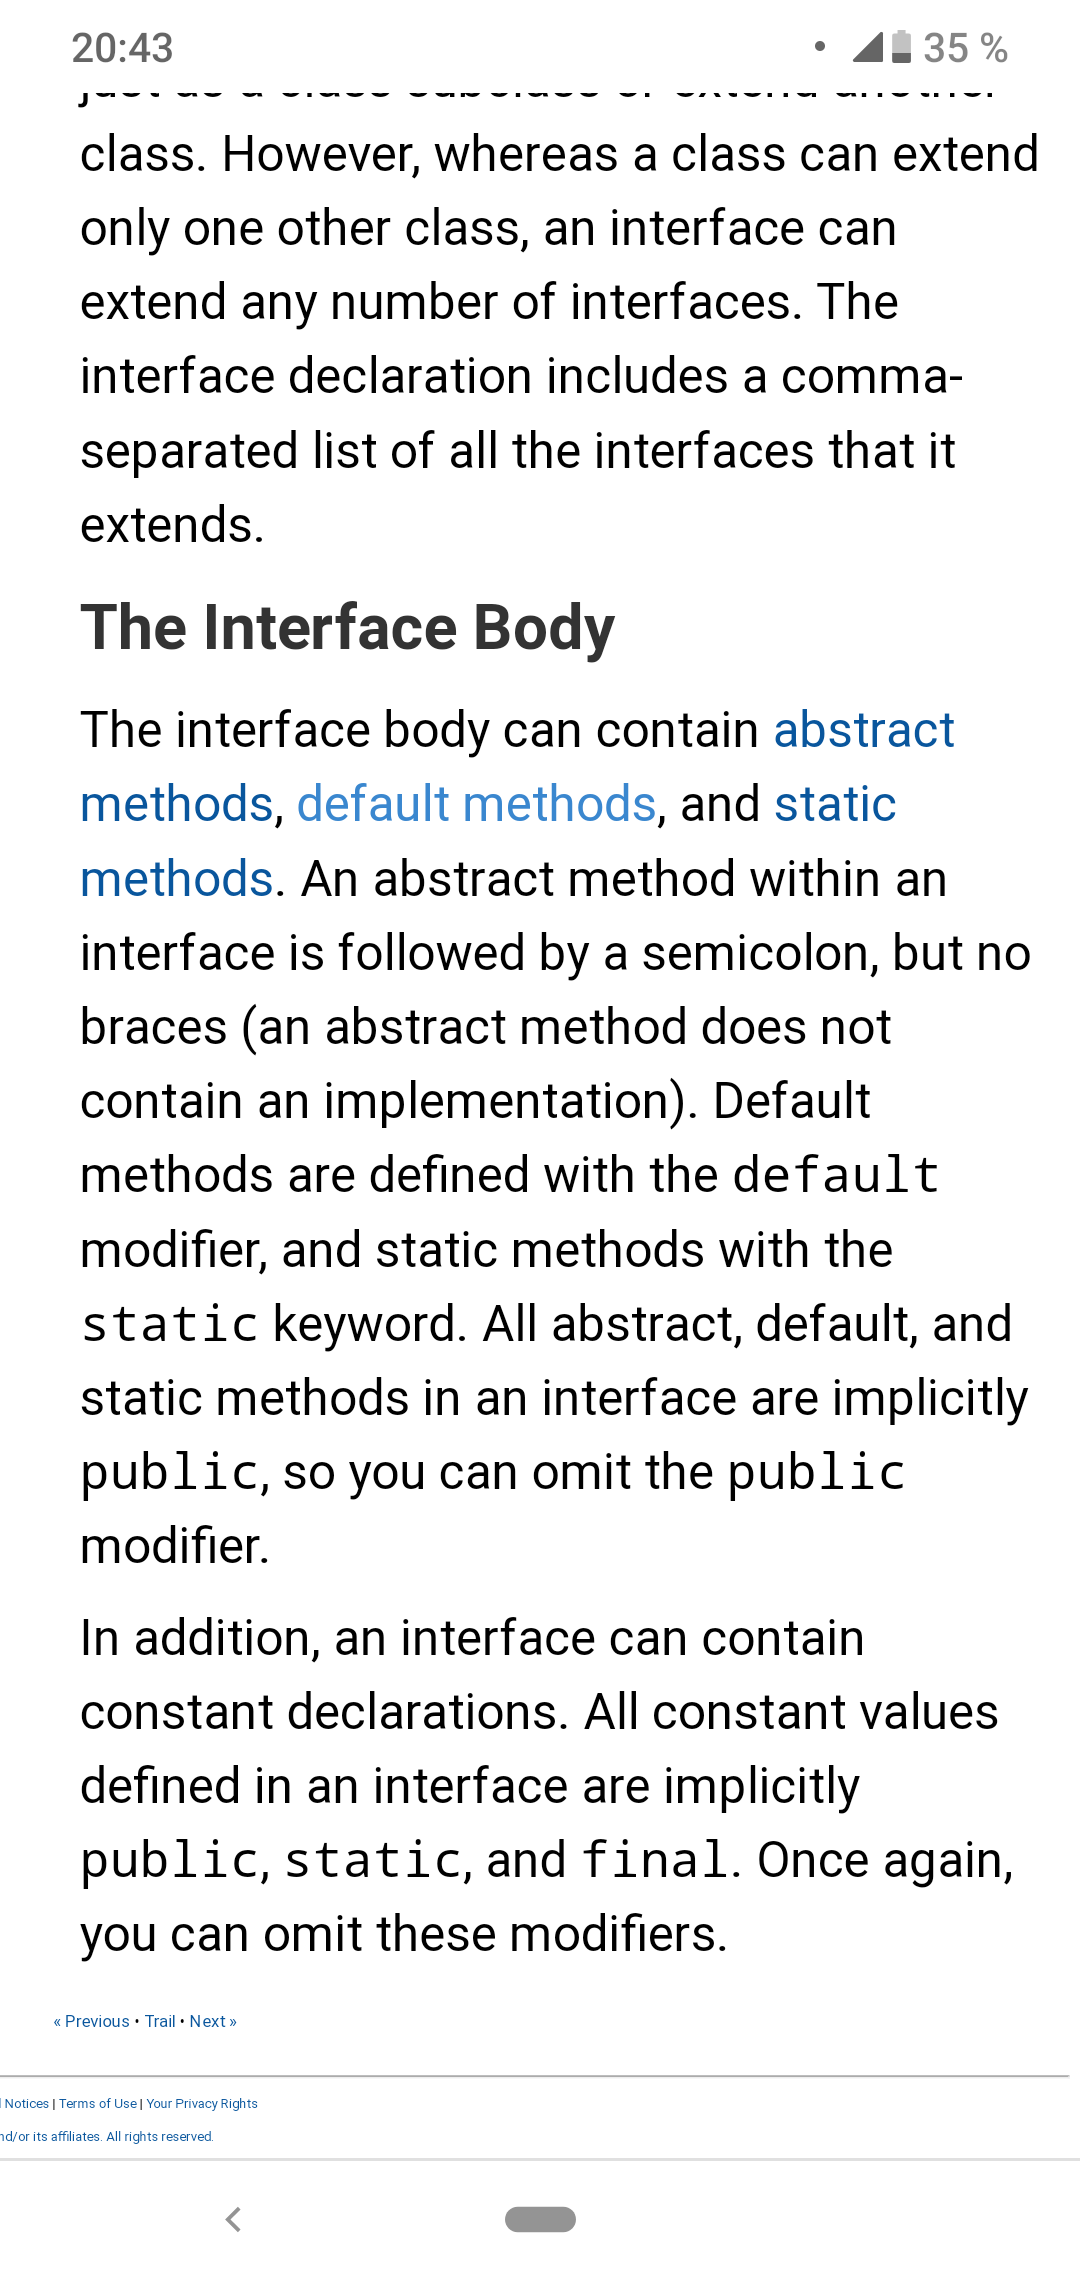 20:43
35 %
class. However, whereas a class can extend
only one other class, an interface can
extend any number of interfaces. The
interface declaration includes a comma-
separated list of all the interfaces that it
extends.
The Interface Body
The interface body can contain abstract
methods, default methods, and static
methods. An abstract method within an
interface is followed by a semicolon, but no
braces (an abstract method does not
contain an implementation). Default
methods are defined with the default
modifier, and static methods with the
static keyword. All abstract, default, and
static methods in an interface are implicitly
public, so you can omit the public
modifier.
In addition, an interface can contain
constant declarations. All constant values
defined in an interface are implicitly
public, static, and final. Once again,
you can omit these modifiers.
« Previous • Trail • Next »
Notices | Terms of Use | Your Privacy Rights
nd/or its affiliates. All rights reserved.